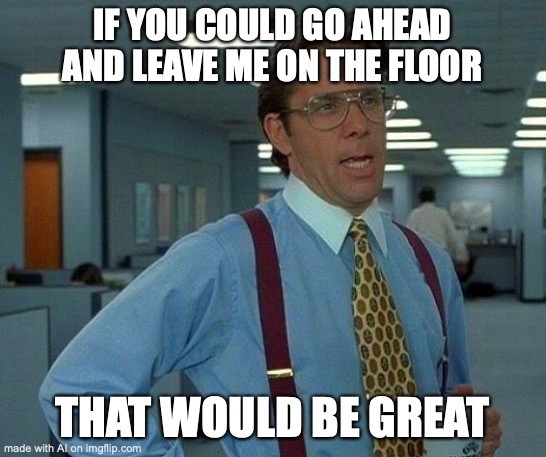 IF YOU COULD GO AHEAD
AND LEAVE ME ON THE FLOOR
THAT WOULD BE GREAT
made with AI on imgflip.com